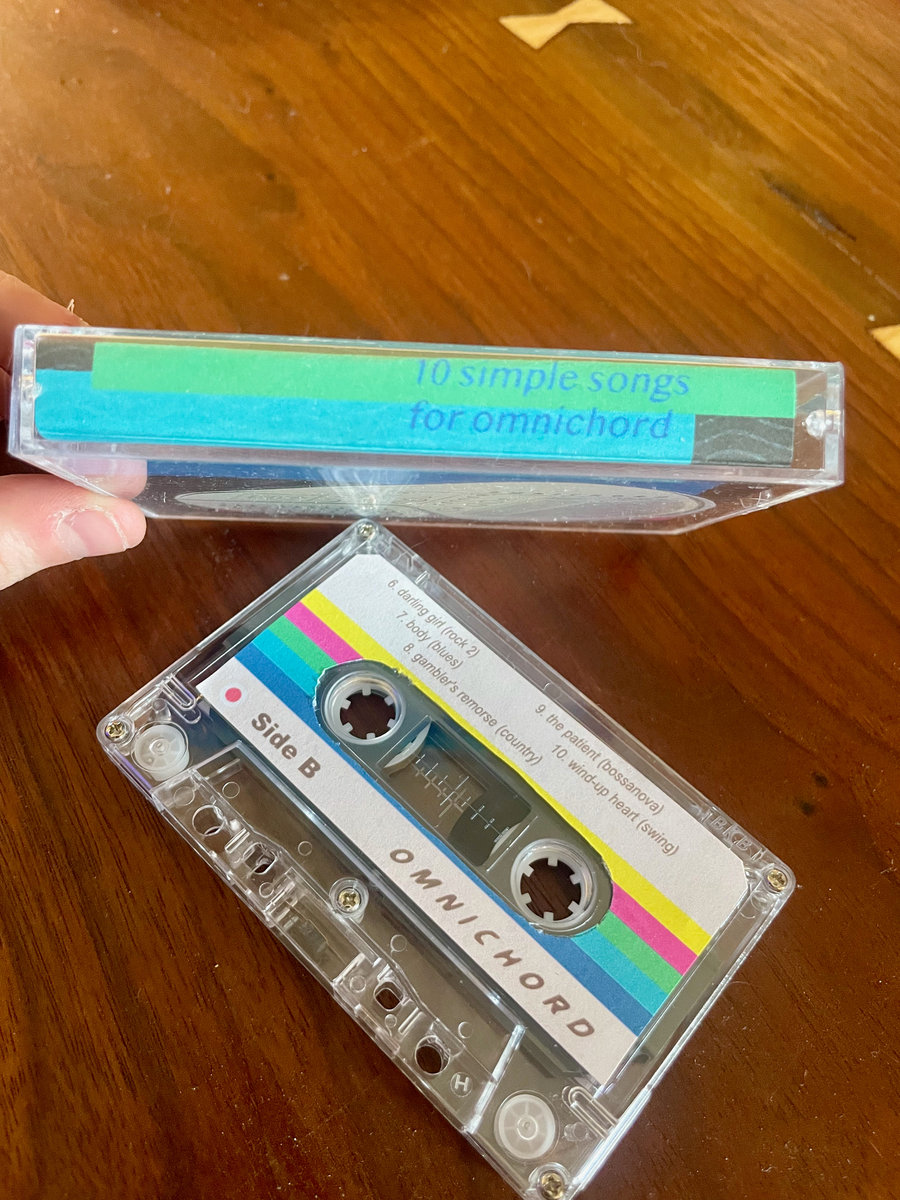 10 simple songs
for omnichord
6. darling girl (rock 2)
7. body (blues)
8. gambler's remorse (country)
9. the patient (bossanova)
10. wind-up heart (swing)
Side B
OMNICHORD
H